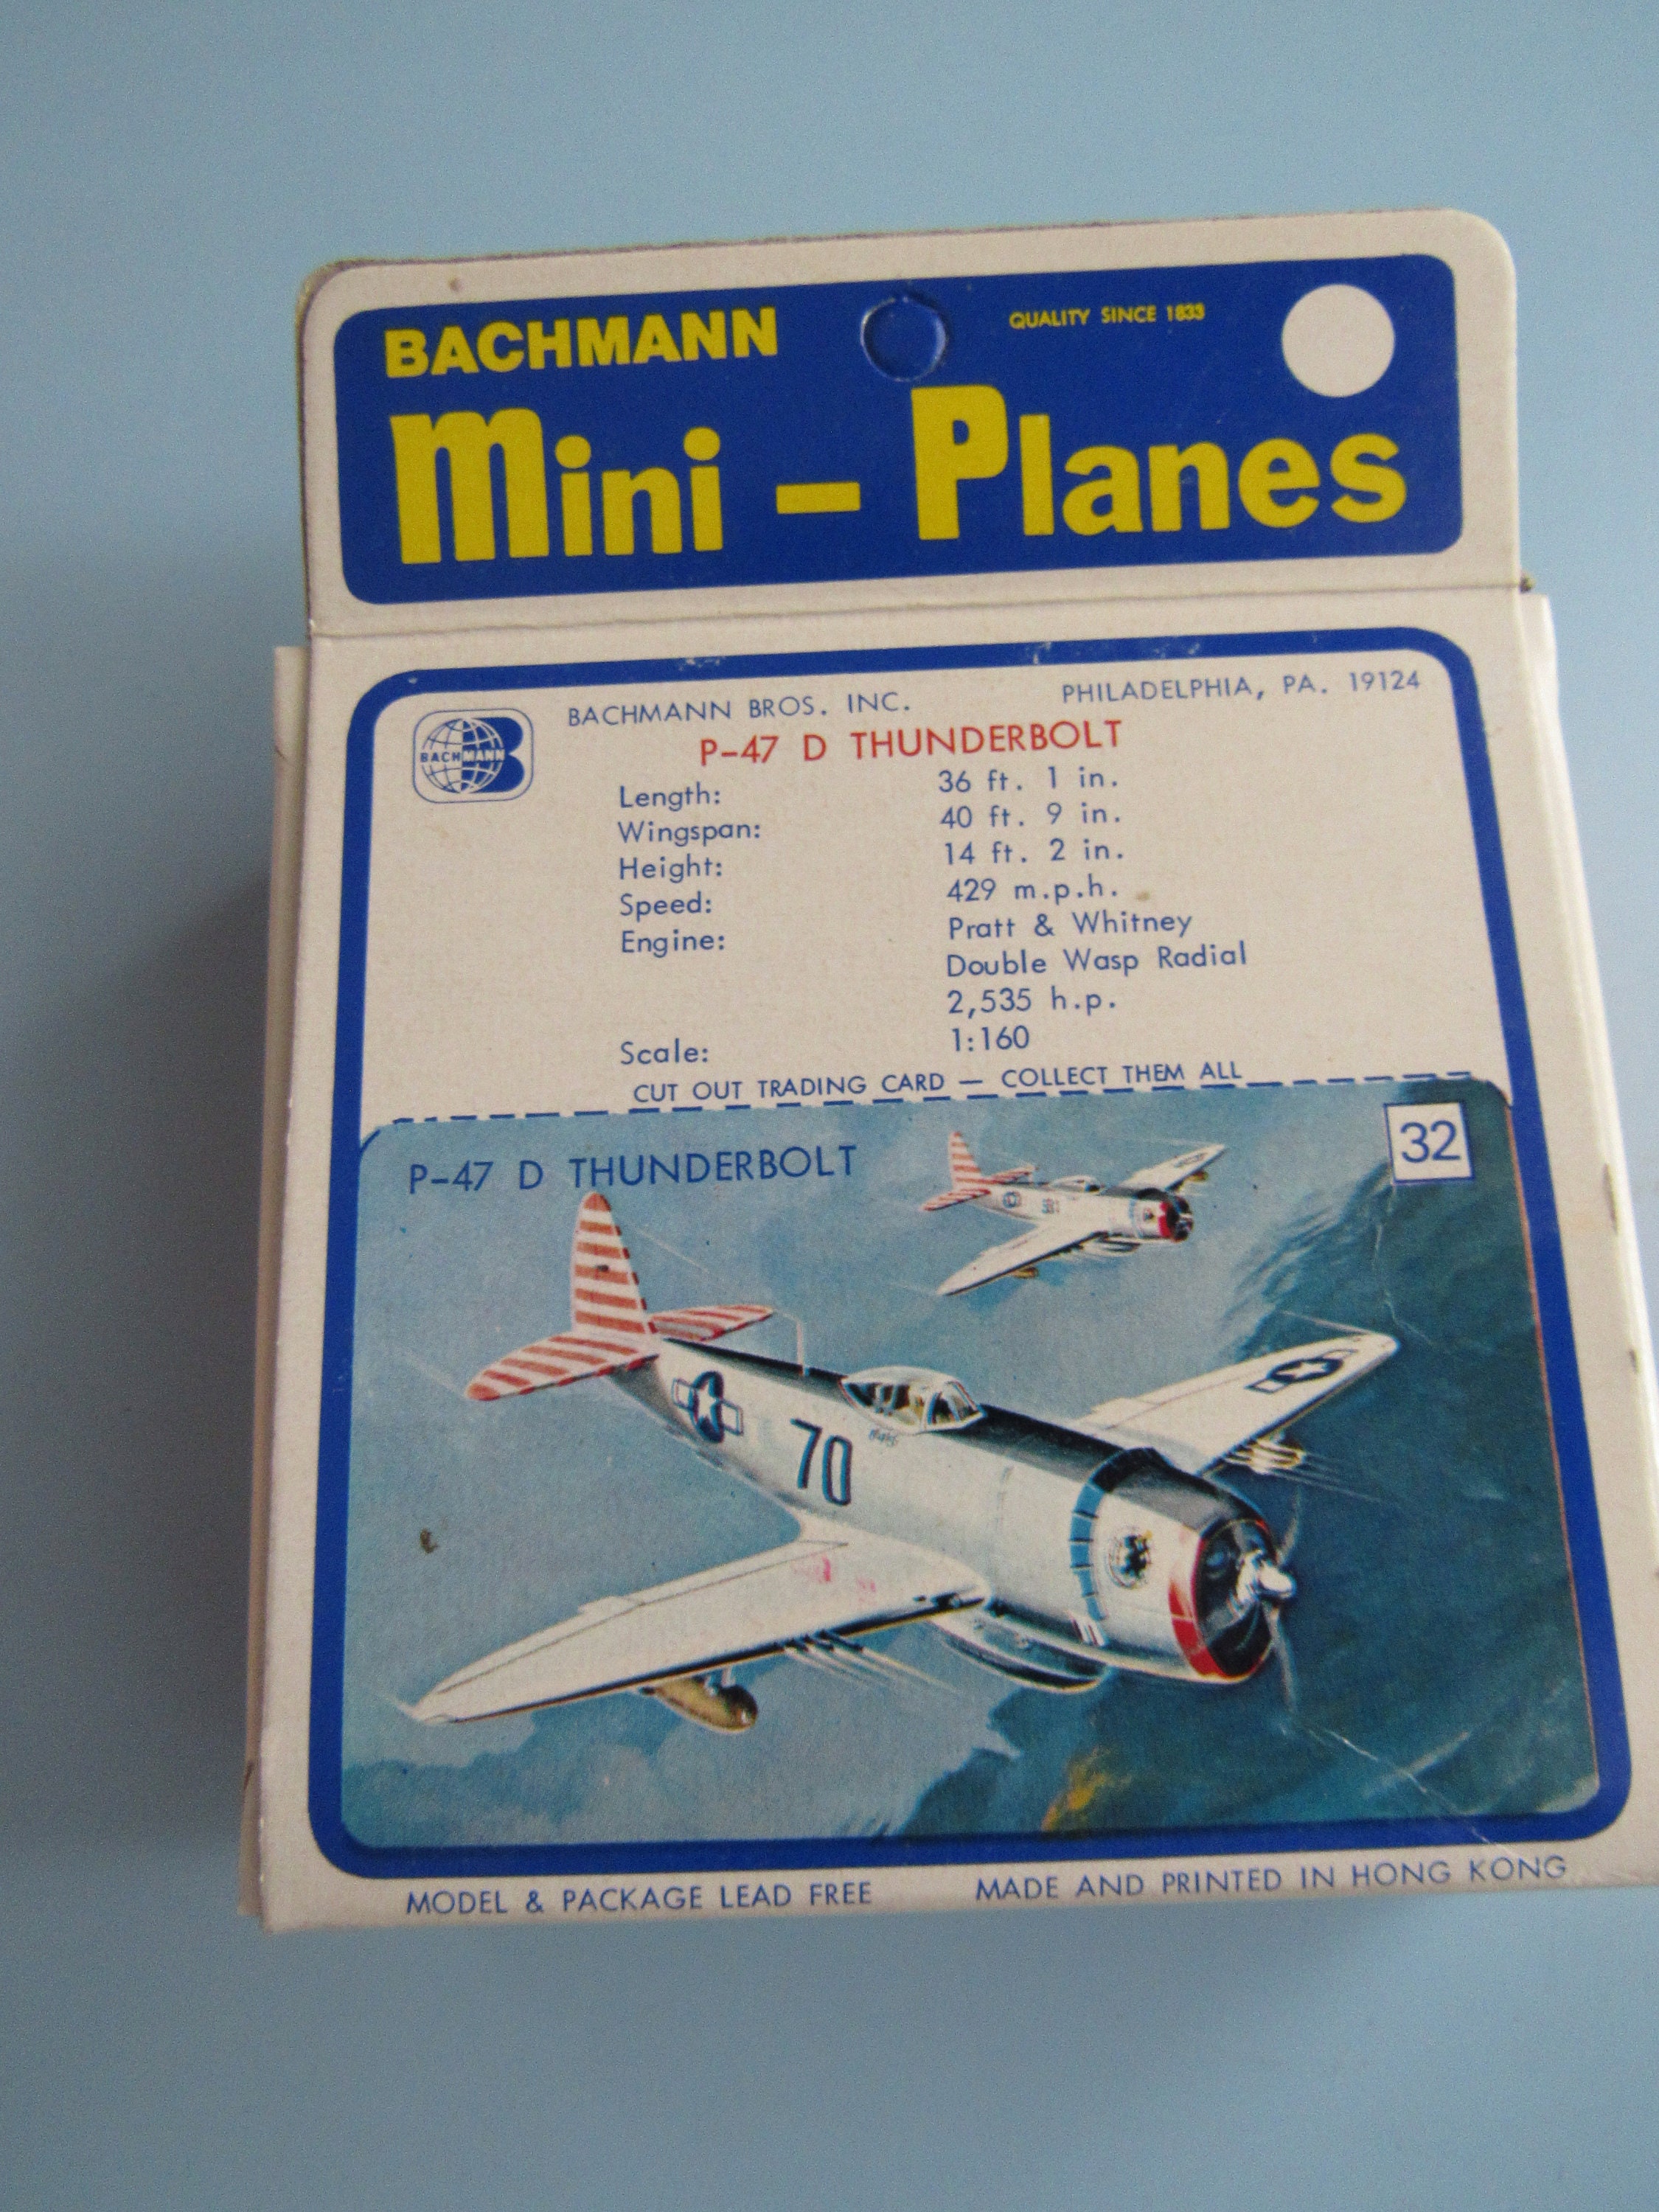 BACHMANN
QUALITY SINCE 1833
Mini - Planes
BACHMANN BROS. INC. PHILADELPHIA, PA. 19124
BACHMANN
P-47 D THUNDERBOLT
Length: 36 ft. 1 in.
Wingspan: 40 ft. 9 in.
Height: 14 ft. 2 in.
Speed: 429 m.p.h.
Engine: Pratt & Whitney
Double Wasp Radial
2,535 h.p.
Scale: 1:160
CUT OUT TRADING CARD — COLLECT THEM ALL
P-47 D THUNDERBOLT
32
70
MODEL & PACKAGE LEAD FREE MADE AND PRINTED IN HONG KONG